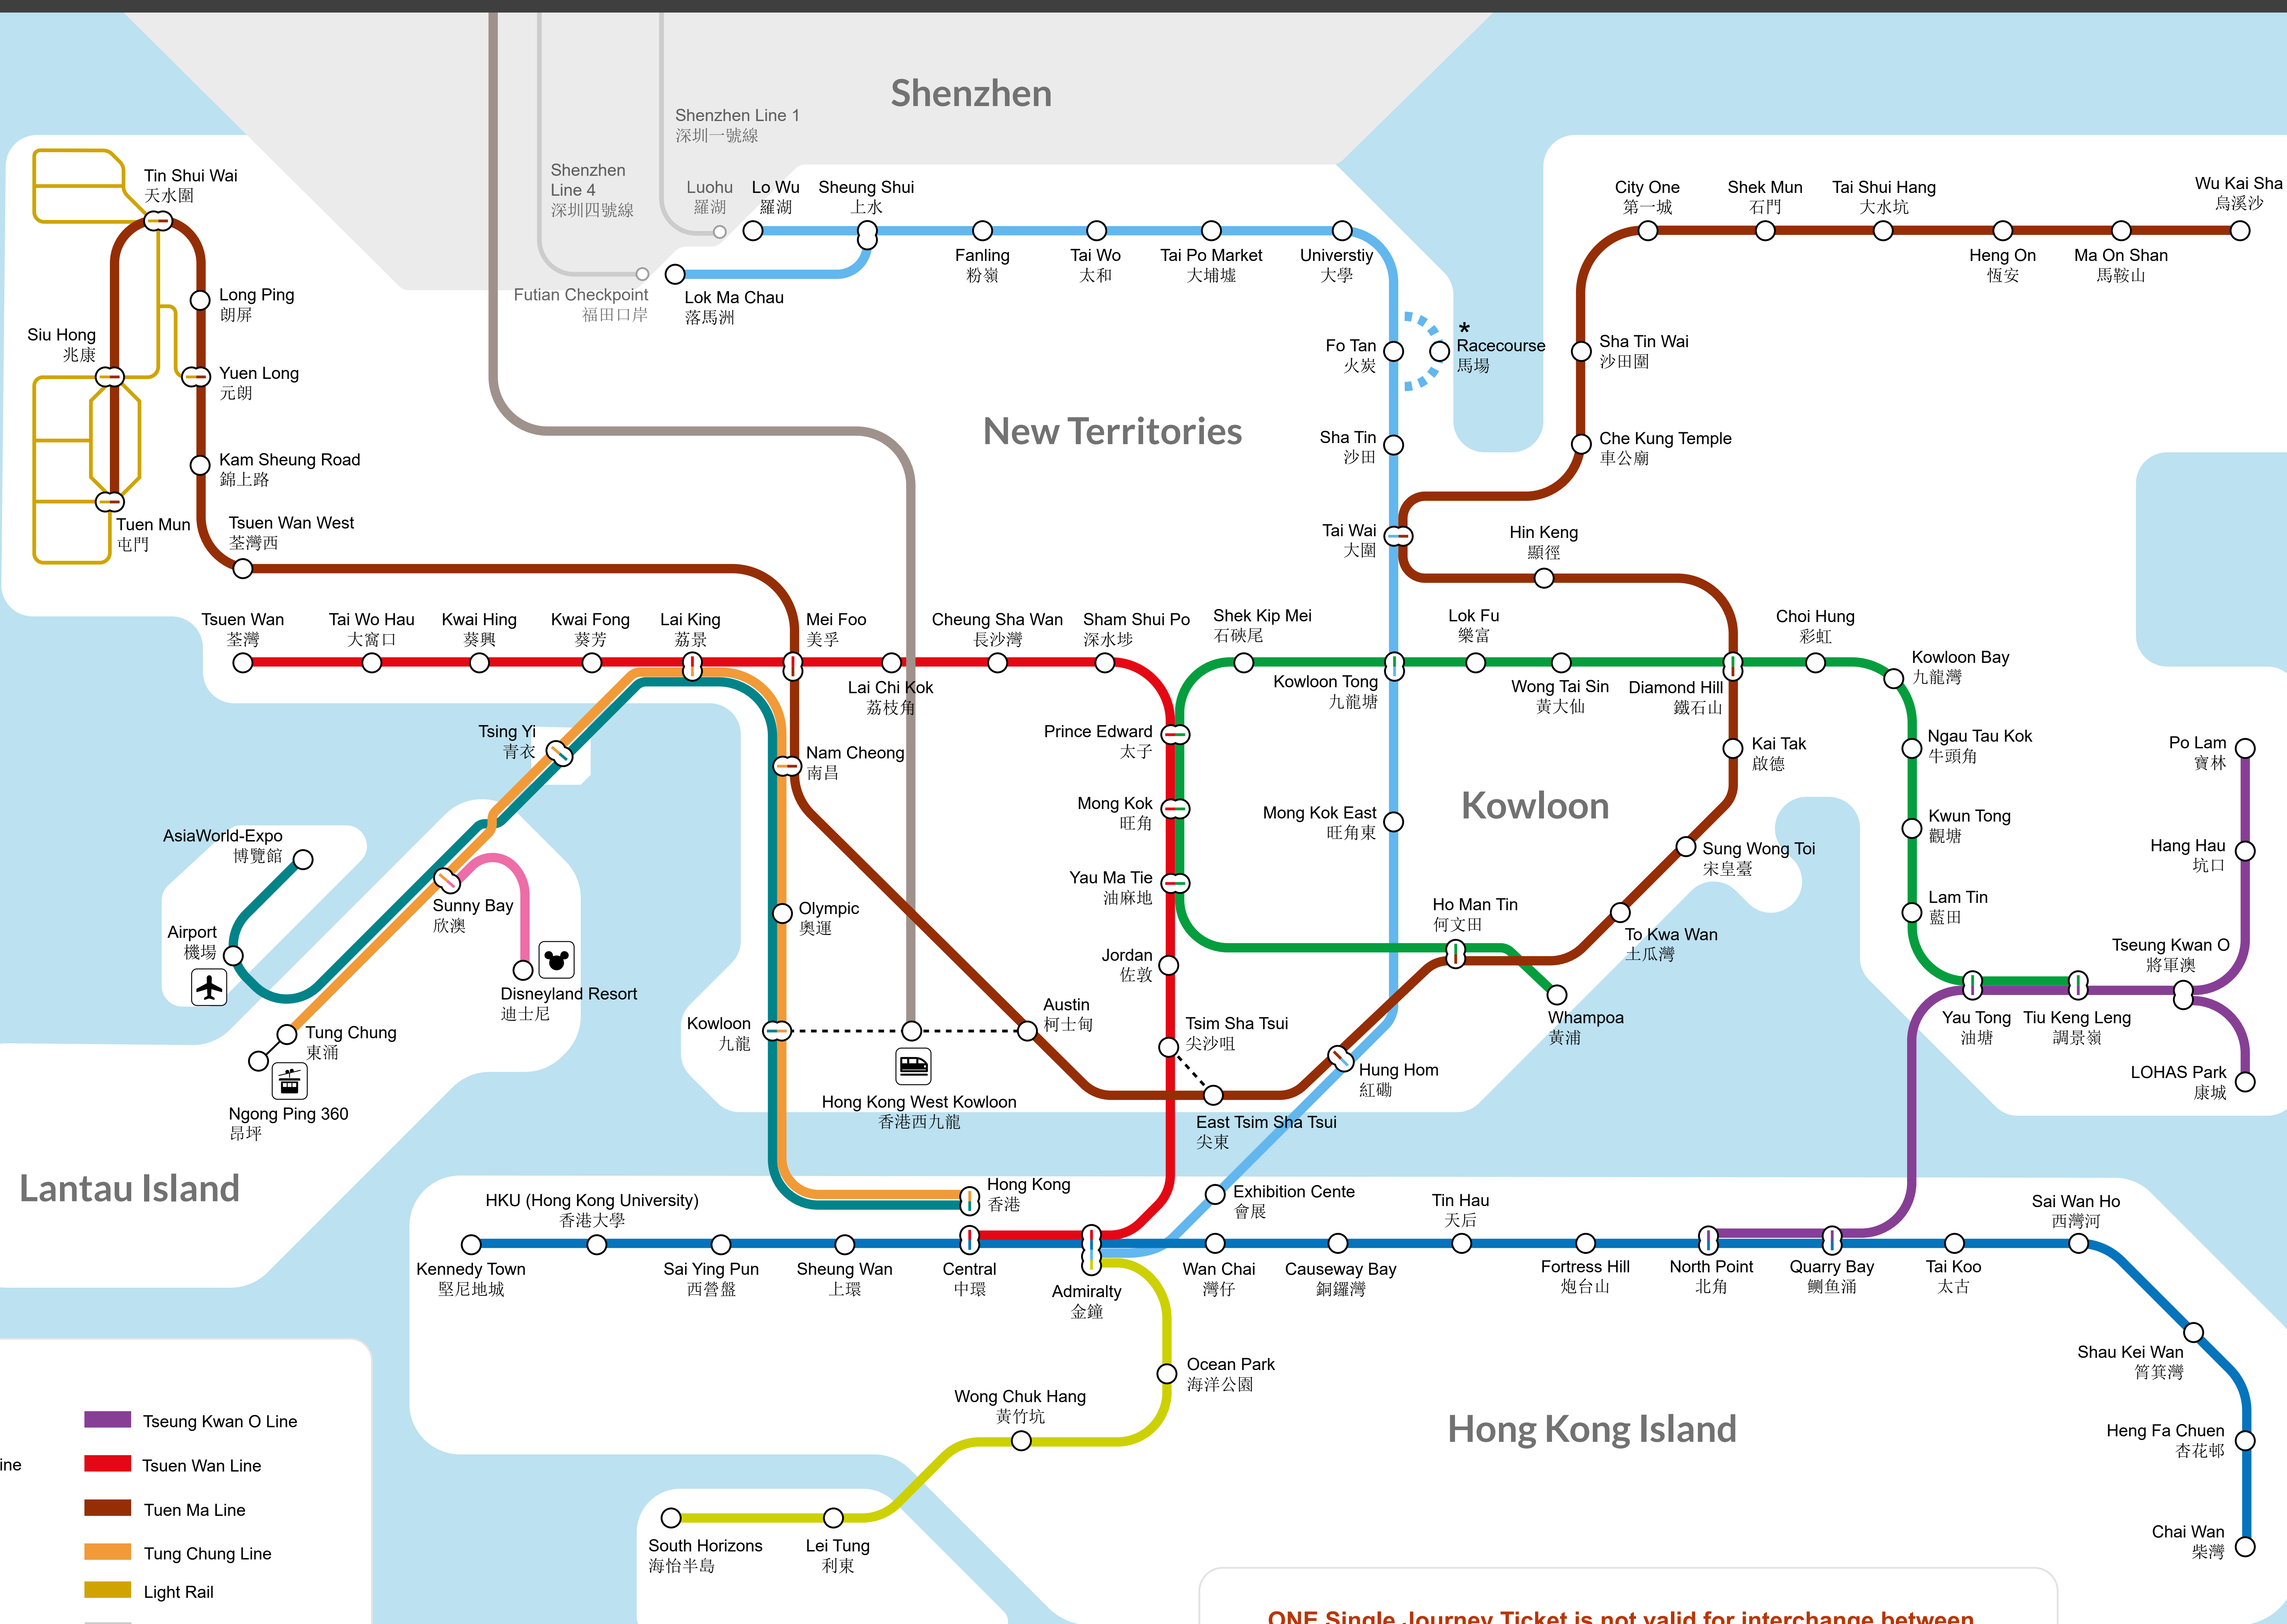 Shenzhen
Shenzhen Line 1
深圳一號線
Shenzhen
Line 4
深圳四號線
Luohu
羅湖
Lo Wu
羅湖
Sheung Shui
上水
Futian Checkpoint
福田口岸
Lok Ma Chau
落馬洲
Fanling
粉嶺
Tai Wo
太和
Tai Po Market
大埔墟
Universtiy
大學
City One
第一城
Shek Mun
石門
Tai Shui Hang
大水坑
Heng On
恆安
Ma On Shan
馬鞍山
Wu Kai Sha
烏溪沙
Tin Shui Wai
天水圍
Long Ping
朗屏
Siu Hong
兆康
Yuen Long
元朗
Kam Sheung Road
錦上路
Tuen Mun
屯門
Tsuen Wan West
荃灣西
New Territories
Fo Tan
火炭
*
Racecourse
馬場
Sha Tin Wai
沙田圍
Sha Tin
沙田
Che Kung Temple
車公廟
Tai Wai
大圍
Hin Keng
顯徑
Tsuen Wan
荃灣
Tai Wo Hau
大窩口
Kwai Hing
葵興
Kwai Fong
葵芳
Lai King
荔景
Mei Foo
美孚
Lai Chi Kok
荔枝角
Cheung Sha Wan
長沙灣
Sham Shui Po
深水埗
Shek Kip Mei
石硤尾
Kowloon Tong
九龍塘
Lok Fu
樂富
Wong Tai Sin
黃大仙
Diamond Hill
鐵石山
Choi Hung
彩虹
Kowloon Bay
九龍灣
Tsing Yi
青衣
Nam Cheong
南昌
Prince Edward
太子
Kai Tak
啟德
Ngau Tau Kok
牛頭角
Po Lam
寶林
Mong Kok
旺角
Mong Kok East
旺角東
Kowloon
Kwun Tong
觀塘
Hang Hau
坑口
AsiaWorld-Expo
博覽館
Sung Wong Toi
宋皇臺
Sunny Bay
欣澳
Yau Ma Tie
油麻地
Olympic
奧運
Ho Man Tin
何文田
To Kwa Wan
土瓜灣
Lam Tin
藍田
Airport
機場
Jordan
佐敦
Tseung Kwan O
將軍澳
Disneyland Resort
迪士尼
Tung Chung
東涌
Kowloon
九龍
Austin
柯士甸
Tsim Sha Tsui
尖沙咀
Whampoa
黃浦
Yau Tong
油塘
Tiu Keng Leng
調景嶺
Hung Hom
紅磡
LOHAS Park
康城
Ngong Ping 360
昂坪
Hong Kong West Kowloon
香港西九龍
East Tsim Sha Tsui
尖東
Lantau Island
Hong Kong
香港
Exhibition Cente
會展
HKU (Hong Kong University)
香港大學
Tin Hau
天后
Sai Wan Ho
西灣河
Kennedy Town
堅尼地城
Sai Ying Pun
西營盤
Sheung Wan
上環
Central
中環
Admiralty
金鐘
Wan Chai
灣仔
Causeway Bay
銅鑼灣
Fortress Hill
炮台山
North Point
北角
Quarry Bay
鰂鱼涌
Tai Koo
太古
Shau Kei Wan
筲箕灣
Ocean Park
海洋公園
Wong Chuk Hang
黃竹坑
Hong Kong Island
Heng Fa Chuen
杏花邨
South Horizons
海怡半島
Lei Tung
利東
Chai Wan
柴灣
ine
Tseung Kwan O Line
Tsuen Wan Line
Tuen Ma Line
Tung Chung Line
Light Rail
ONE Single Journey Ticket is not valid for interchange between